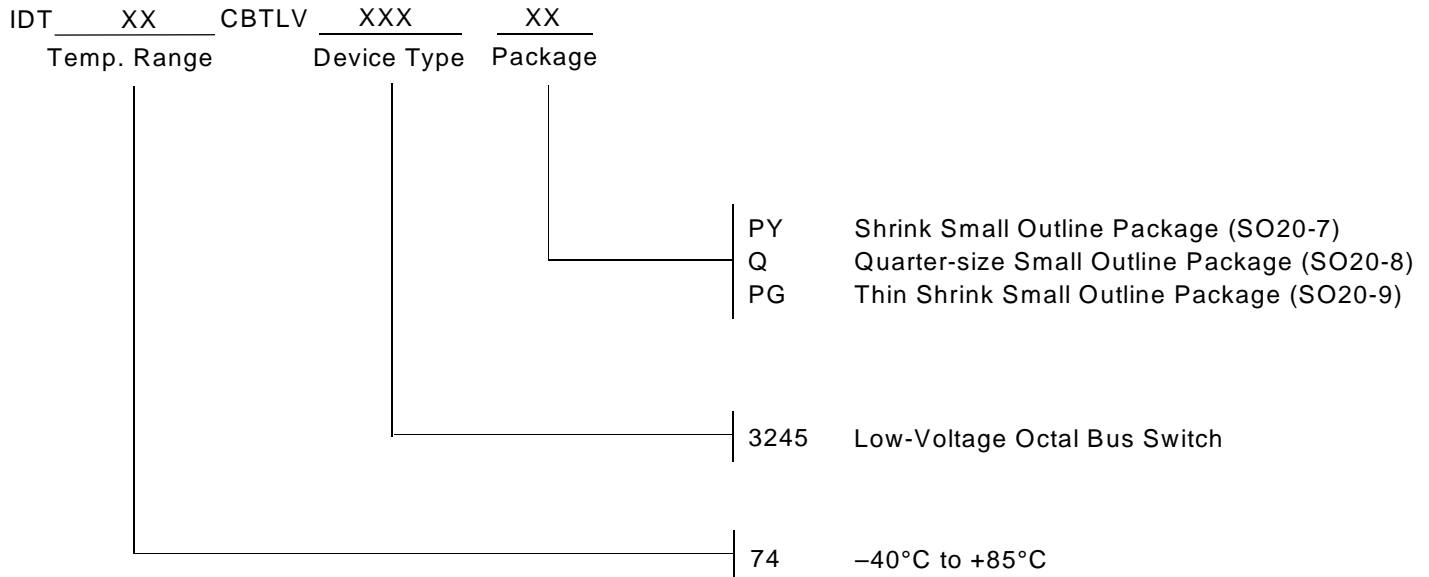 IDT XX CBTLV XXX XX
Temp. Range Device Type Package
PY Shrink Small Outline Package (SO20-7)
Q Quarter-size Small Outline Package (SO20-8)
PG Thin Shrink Small Outline Package (SO20-9)
3245 Low-Voltage Octal Bus Switch
74 –40°C to +85°C